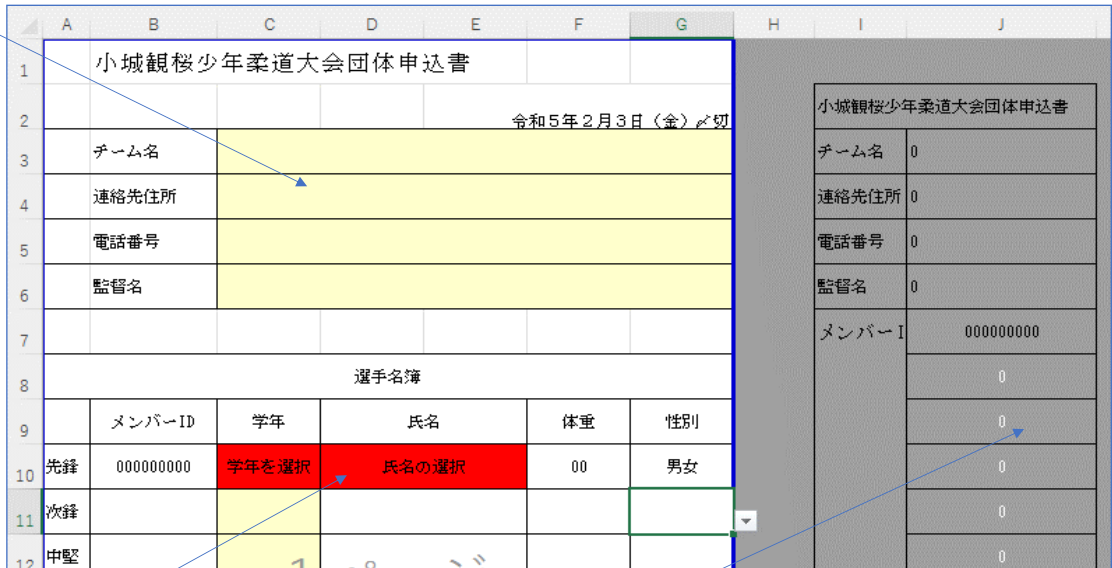 A B C D E F G H I J
1 小城観桜少年柔道大会団体申込書
2 令和5年2月3日（金）〆切 小城観桜少年柔道大会団体申込書
3 チーム名 チーム名 0
4 連絡先住所 連絡先住所 0
5 電話番号 電話番号 0
6 監督名 監督名 0
7 メンバーI 000000000
8 選手名簿 0
9 メンバーID 学年 氏名 体重 性別 0
10 先鋒 000000000 学年を選択 氏名の選択 00 男女 0
11 次鋒 0
12 中堅 0